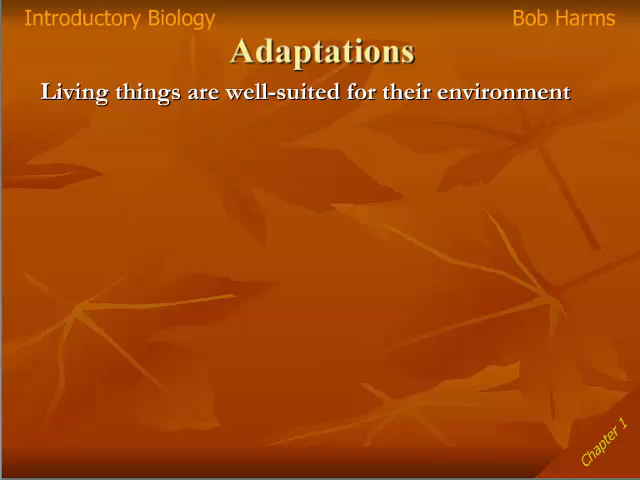 Introductory Biology
Bob Harms
Adaptations
Living things are well-suited for their environment
Chapter 1